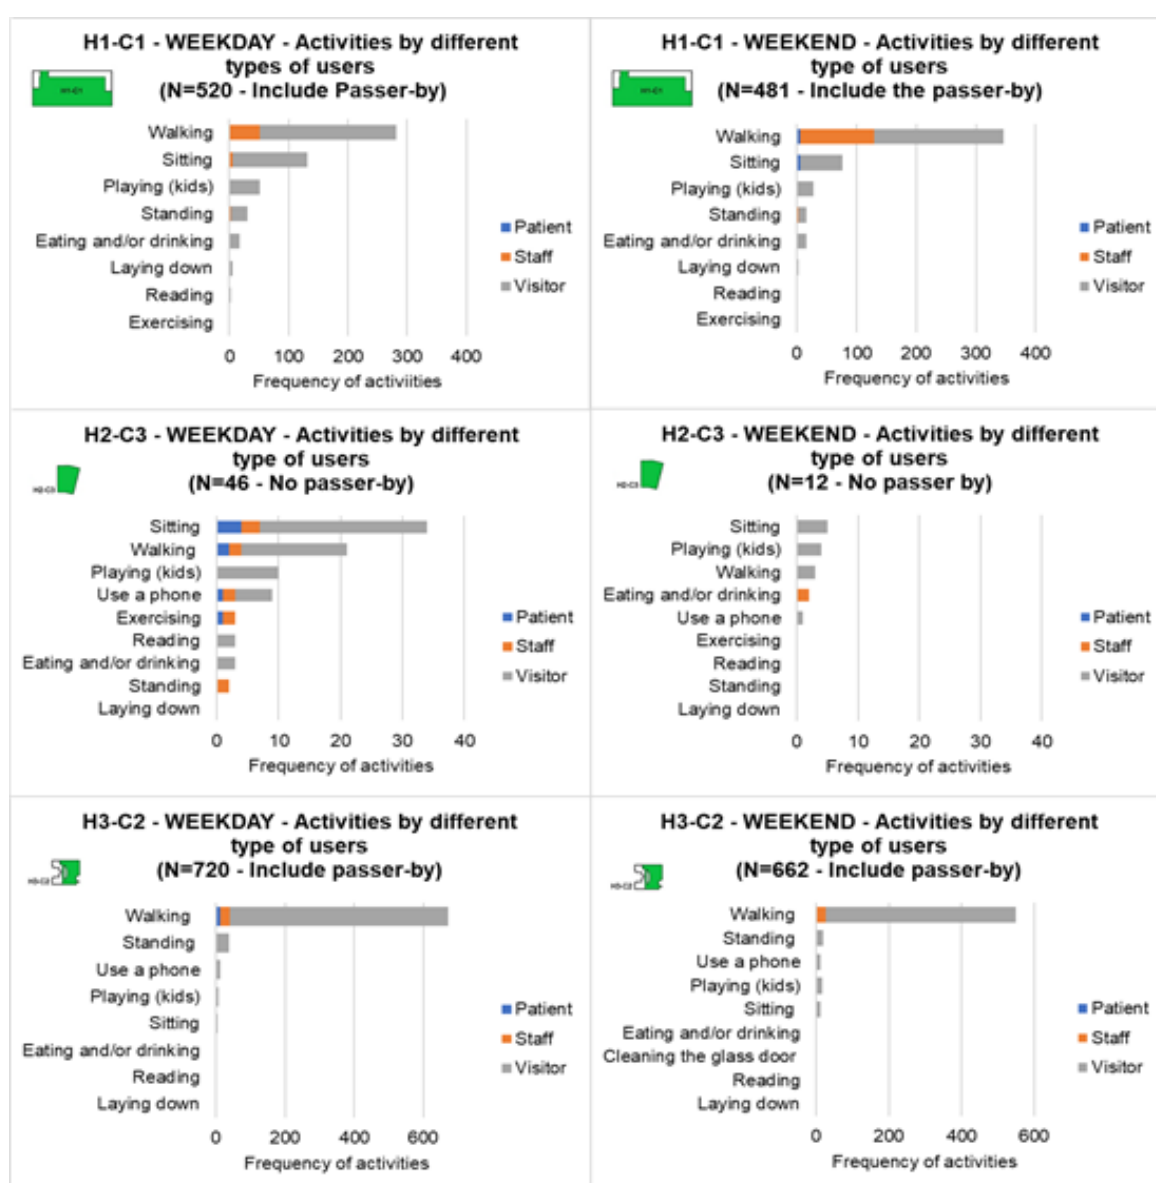 H1-C1 - WEEKDAY - Activities by different
types of users
(N=520 - Include Passer-by)
H1-C1
Walking
Sitting
Playing (kids)
Standing
Eating and/or drinking
Laying down
Reading
Exercising
Patient
Staff
Visitor
0 100 200 300 400
Frequency of activiities
H1-C1 - WEEKEND - Activities by different
type of users
(N=481 - Include the passer-by)
H1-C1
Walking
Sitting
Playing (kids)
Standing
Eating and/or drinking
Laying down
Reading
Exercising
Patient
Staff
Visitor
0 100 200 300 400
Frequency of activities
H2-C3 - WEEKDAY - Activities by different
type of users
(N=46 - No passer-by)
H2-C3
Sitting
Walking
Playing (kids)
Use a phone
Exercising
Reading
Eating and/or drinking
Standing
Laying down
Patient
Staff
Visitor
0 10 20 30 40
Frequency of activities
H2-C3 - WEEKEND - Activities by different
type of users
(N=12 - No passer by)
H2-C3
Sitting
Playing (kids)
Walking
Eating and/or drinking
Use a phone
Exercising
Reading
Standing
Laying down
Patient
Staff
Visitor
0 10 20 30 40
Frequency of activities
H3-C2 - WEEKDAY - Activities by different
type of users
(N=720 - Include passer-by)
H3-C2
Walking
Standing
Use a phone
Playing (kids)
Sitting
Eating and/or drinking
Reading
Laying down
Patient
Staff
Visitor
0 200 400 600
Frequency of activities
H3-C2 - WEEKEND - Activities by different
type of users
(N=662 - Include passer-by)
H3-C2
Walking
Standing
Use a phone
Playing (kids)
Sitting
Eating and/or drinking
Cleaning the glass door
Reading
Laying down
Patient
Staff
Visitor
0 200 400 600
Frequency of activities